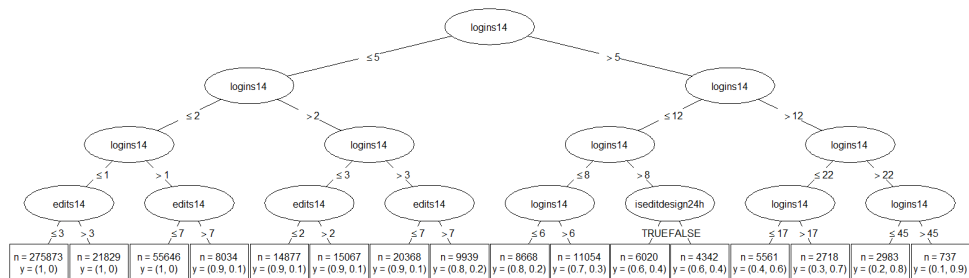 logins14
≤ 5 > 5
logins14 logins14
≤ 2 > 2 ≤ 12 > 12
logins14 logins14 logins14 logins14
≤ 1 > 1 ≤ 3 > 3 ≤ 8 > 8 ≤ 22 > 22
edits14 edits14 edits14 edits14 logins14 iseditdesign24h logins14 logins14
≤ 3 > 3 ≤ 7 > 7 ≤ 2 > 2 ≤ 7 > 7 ≤ 6 > 6 TRUE FALSE ≤ 17 > 17 ≤ 45 > 45
n = 275873 n = 21829 n = 55646 n = 8034 n = 14877 n = 15067 n = 20368 n = 9939 n = 8668 n = 11054 n = 6020 n = 4342 n = 5561 n = 2718 n = 2983 n = 737
y = (1, 0) y = (1, 0) y = (1, 0) y = (0.9, 0.1) y = (0.9, 0.1) y = (0.9, 0.1) y = (0.9, 0.1) y = (0.8, 0.2) y = (0.8, 0.2) y = (0.7, 0.3) y = (0.6, 0.4) y = (0.6, 0.4) y = (0.4, 0.6) y = (0.3, 0.7) y = (0.2, 0.8) y = (0.1, 0.9)